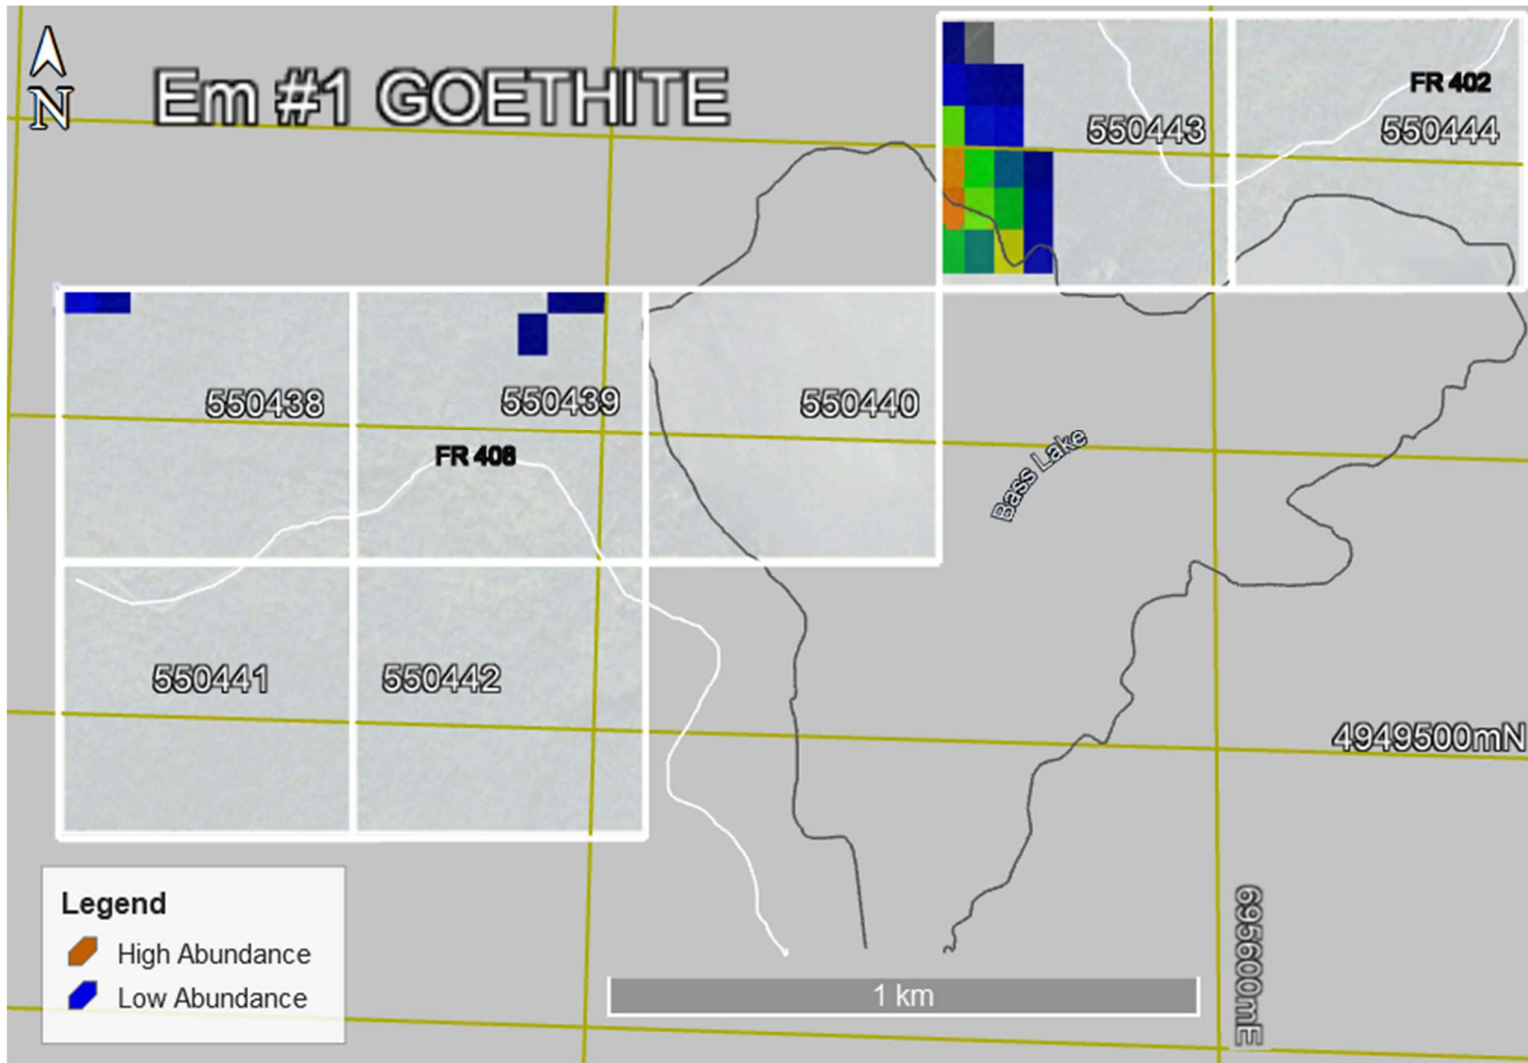 N
Em #1 GOETHITE
FR 402
550443
550444
550438
550439
550440
FR 408
Bass Lake
550441
550442
4949500mN
695600mE
Legend
High Abundance
Low Abundance
1 km